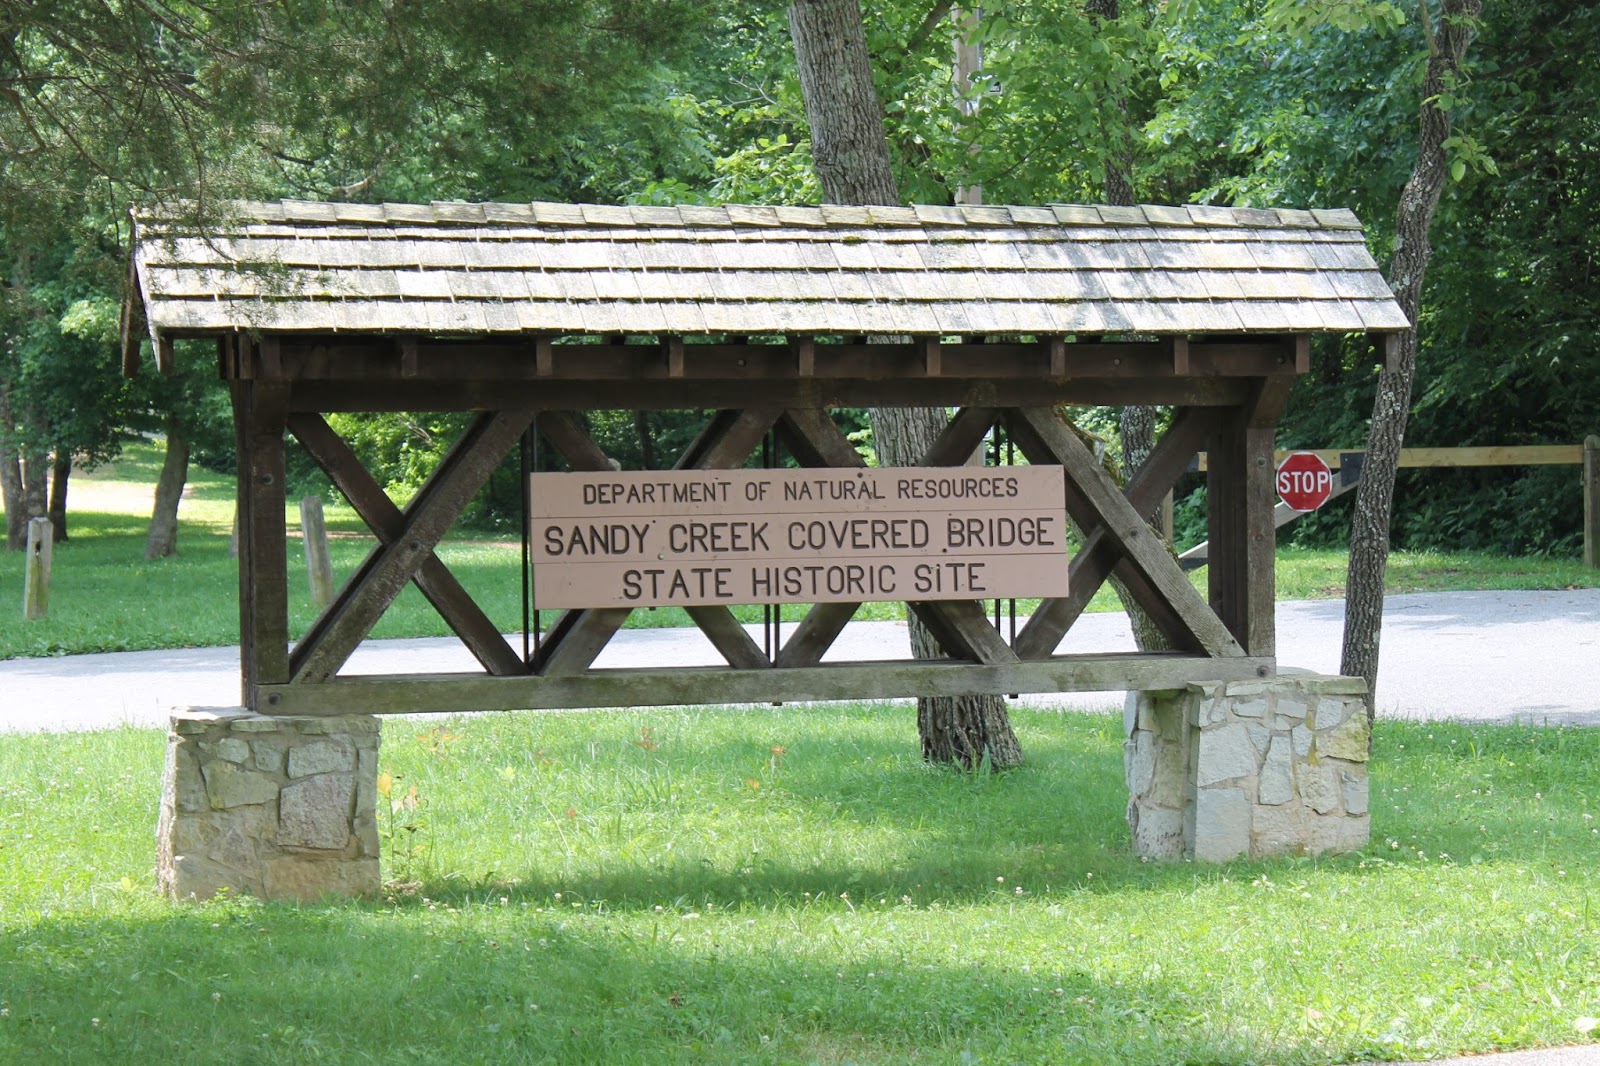 DEPARTMENT OF NATURAL RESOURCES
SANDY CREEK COVERED BRIDGE
STATE HISTORIC SITE
STOP